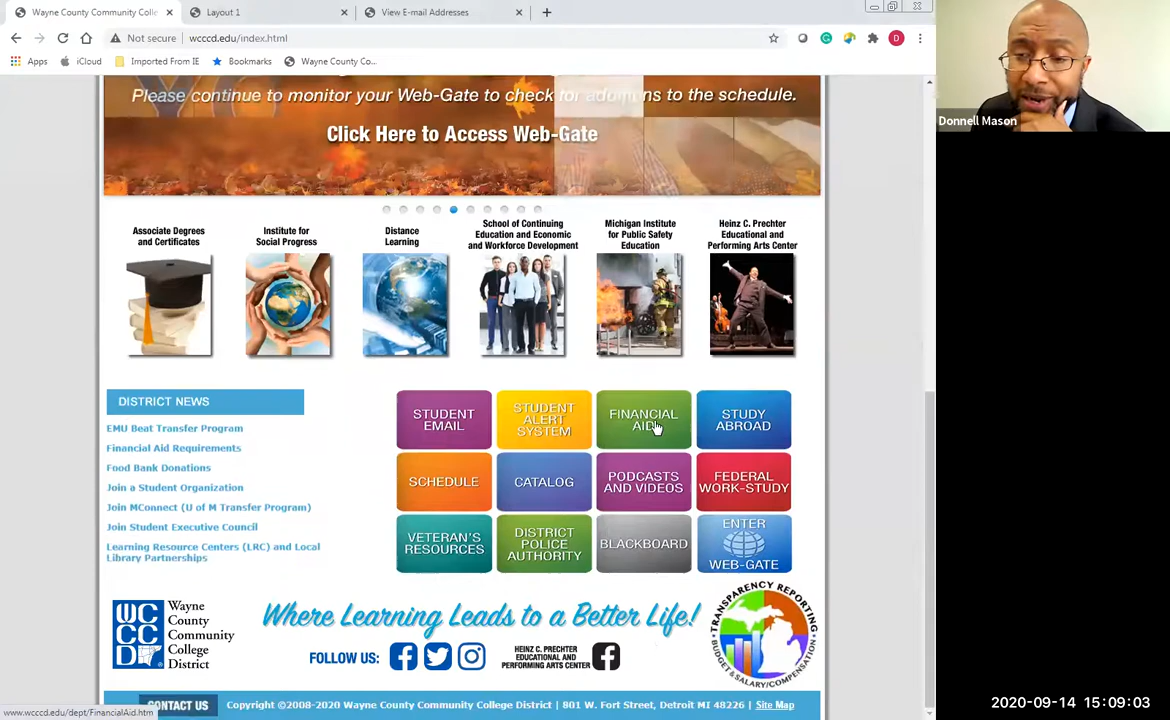 Wayne County Community Colle
Layout 1
View E-mail Addresses
Not secure
wcccd.edu/index.html
D
Apps
iCloud
Imported From IE
Bookmarks
Wayne County Co...
Please continue to monitor your Web-Gate to check for additions to the schedule.
Click Here to Access Web-Gate
Associate Degrees
and Certificates
Institute for
Social Progress
Distance
Learning
School of Continuing
Education and Economic
and Workforce Development
Michigan Institute
for Public Safety
Education
Heinz C. Prechter
Educational and
Performing Arts Center
DISTRICT NEWS
EMU Beat Transfer Program
Financial Aid Requirements
Food Bank Donations
Join a Student Organization
Join MConnect (U of M Transfer Program)
Join Student Executive Council
Learning Resource Centers (LRC) and Local
Library Partnerships
STUDENT
EMAIL
STUDENT
ALERT
SYSTEM
FINANCIAL
AID
STUDY
ABROAD
SCHEDULE
CATALOG
PODCASTS
AND VIDEOS
FEDERAL
WORK-STUDY
VETERAN'S
RESOURCES
DISTRICT
POLICE
AUTHORITY
BLACKBOARD
ENTER
WEB-GATE
WCCCD
Wayne
County
Community
College
District
Where Learning Leads to a Better Life!
FOLLOW US:
HEINZ C. PRECHTER
EDUCATIONAL AND
PERFORMING ARTS CENTER
TRANSPARENCY REPORTING
BUDGET & SALARY/COMPENSATION
CONTACT US
Copyright ©2008-2020 Wayne County Community College District | 801 W. Fort Street, Detroit MI 48226 | Site Map
www.wcccd.edu/dept/FinancialAid.htm
Donnell Mason
2020-09-14 15:09:03